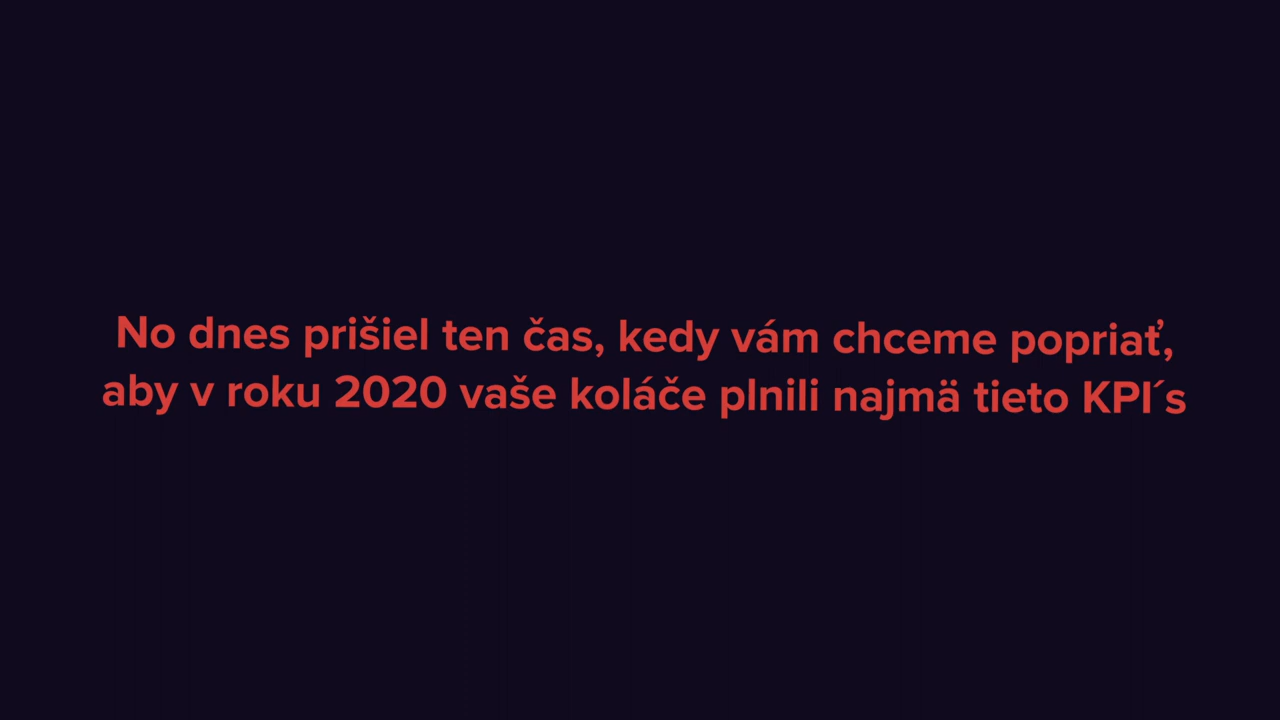 No dnes prišiel ten čas, kedy vám chceme popriať,
aby v roku 2020 vaše koláče plnili najmä tieto KPI´s